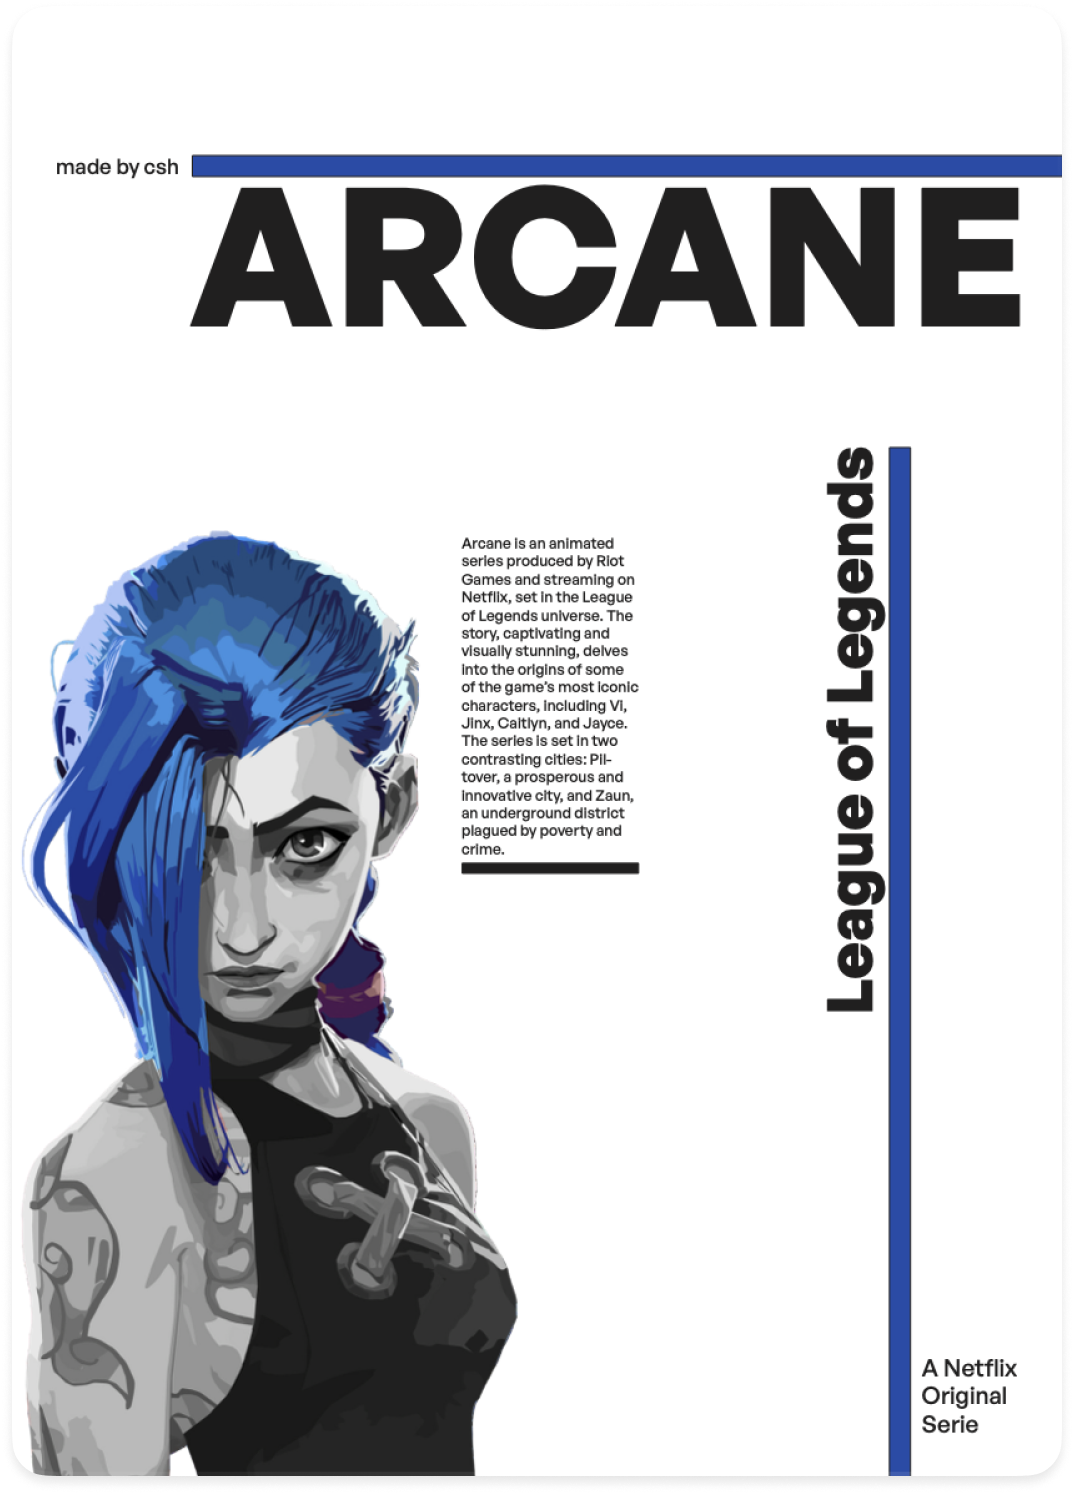 made by csh
ARCANE
League of Legends
Arcane is an animated
series produced by Riot
Games and streaming on
Netflix, set in the League
of Legends universe. The
story, captivating and
visually stunning, delves
into the origins of some
of the game's most iconic
characters, including Vi,
Jinx, Caitlyn, and Jayce.
The series is set in two
contrasting cities: Pil-
tover, a prosperous and
innovative city, and Zaun,
an underground district
plagued by poverty and
crime.
A Netflix
Original
Serie